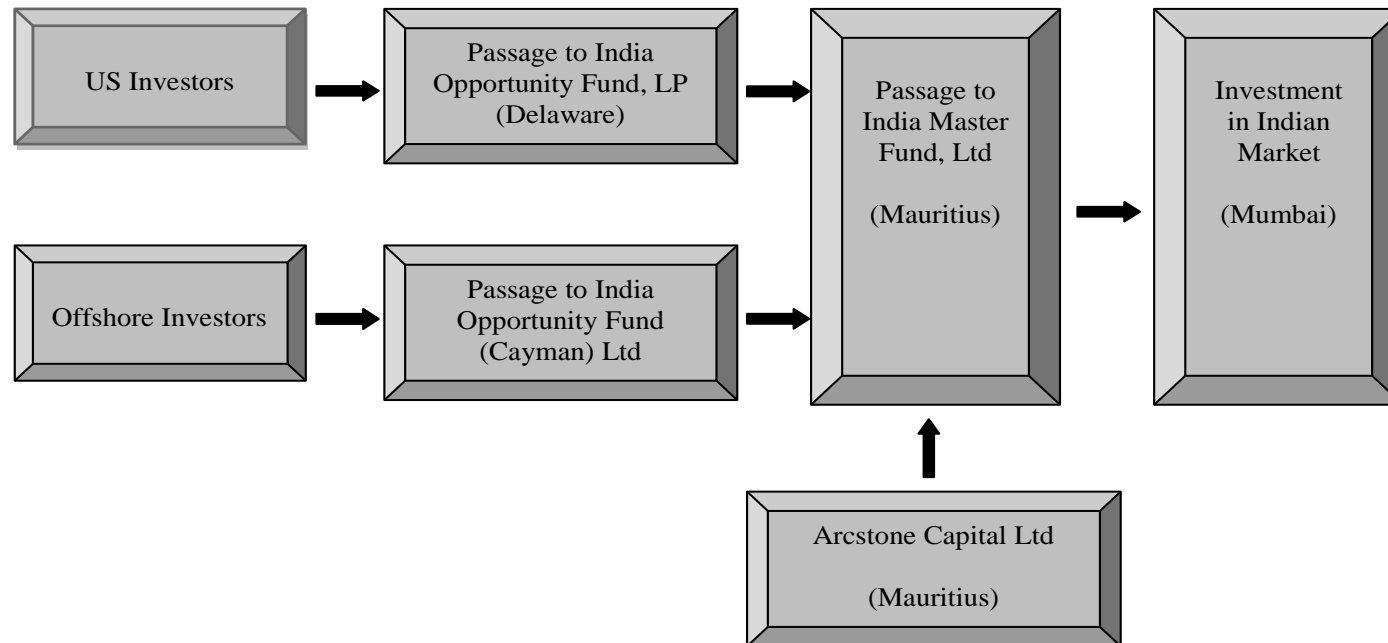 US Investors
Passage to India
Opportunity Fund, LP
(Delaware)
Passage to
India Master
Fund, Ltd
(Mauritius)
Investment
in Indian
Market
(Mumbai)
Offshore Investors
Passage to India
Opportunity Fund
(Cayman) Ltd
Arcstone Capital Ltd
(Mauritius)